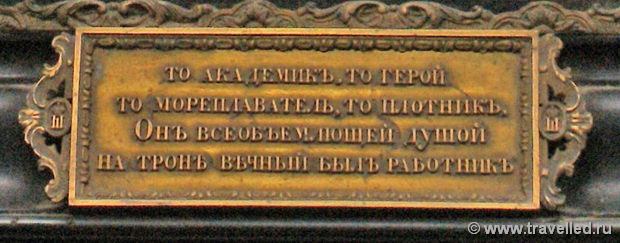 то академикъ, то герой
то мореплаватель, то плотникъ,
Онъ всеобъемлющей душой
на тронѣ вѣчный былъ работникъ
© www.travelled.ru